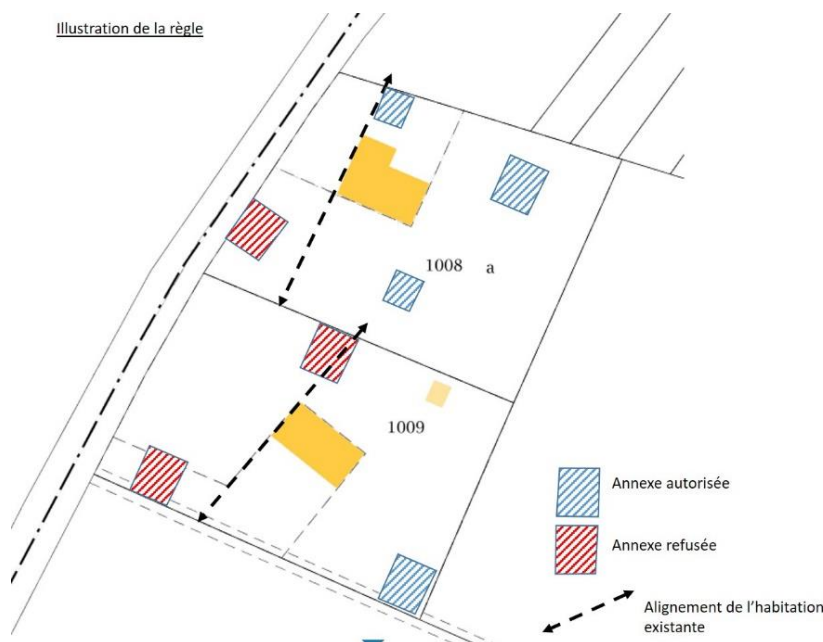 Illustration de la règle
1008 a
1009
Annexe autorisée
Annexe refusée
Alignement de l'habitation
existante